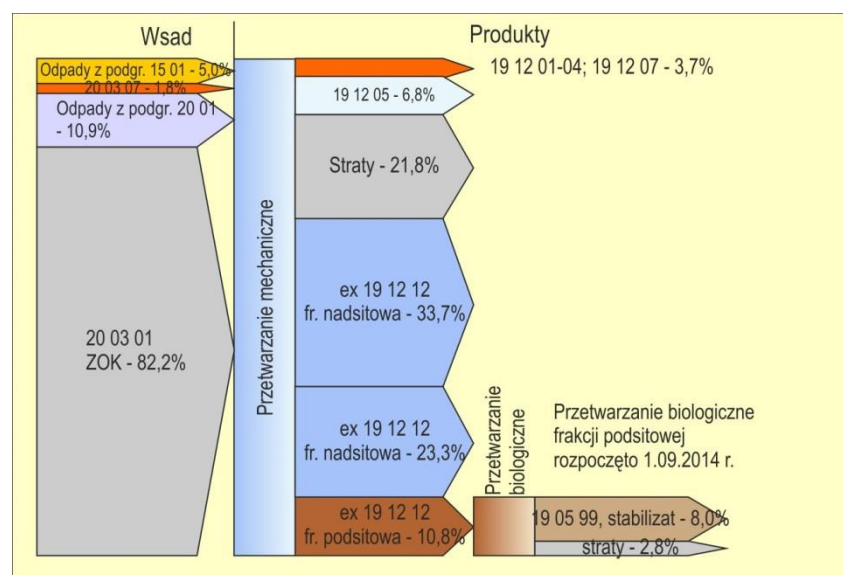 Wsad
Produkty
Odpady z podgr. 15 01 - 5,0%
20 03 07 - 1,8%
Odpady z podgr. 20 01
- 10,9%
20 03 01
ZOK - 82,2%
Przetwarzanie mechaniczne
19 12 01-04; 19 12 07 - 3,7%
19 12 05 - 6,8%
Straty - 21,8%
ex 19 12 12
fr. nadsitowa - 33,7%
ex 19 12 12
fr. nadsitowa - 23,3%
ex 19 12 12
fr. podsitowa - 10,8%
Przetwarzanie
biologiczne
Przetwarzanie biologiczne
frakcji podsitowej
rozpoczęto 1.09.2014 r.
19 05 99, stabilizat - 8,0%
straty - 2,8%